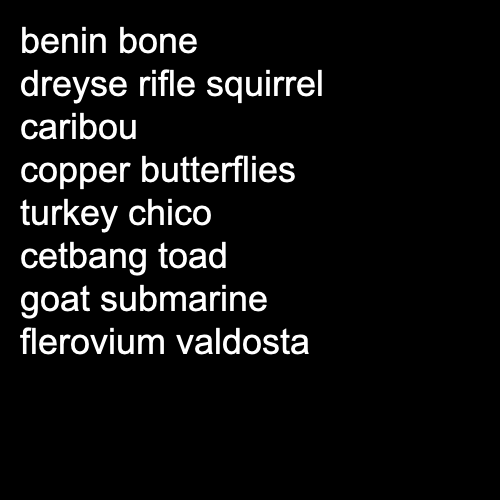 benin bone
dreyse rifle squirrel
caribou
copper butterflies
turkey chico
cetbang toad
goat submarine
flerovium valdosta